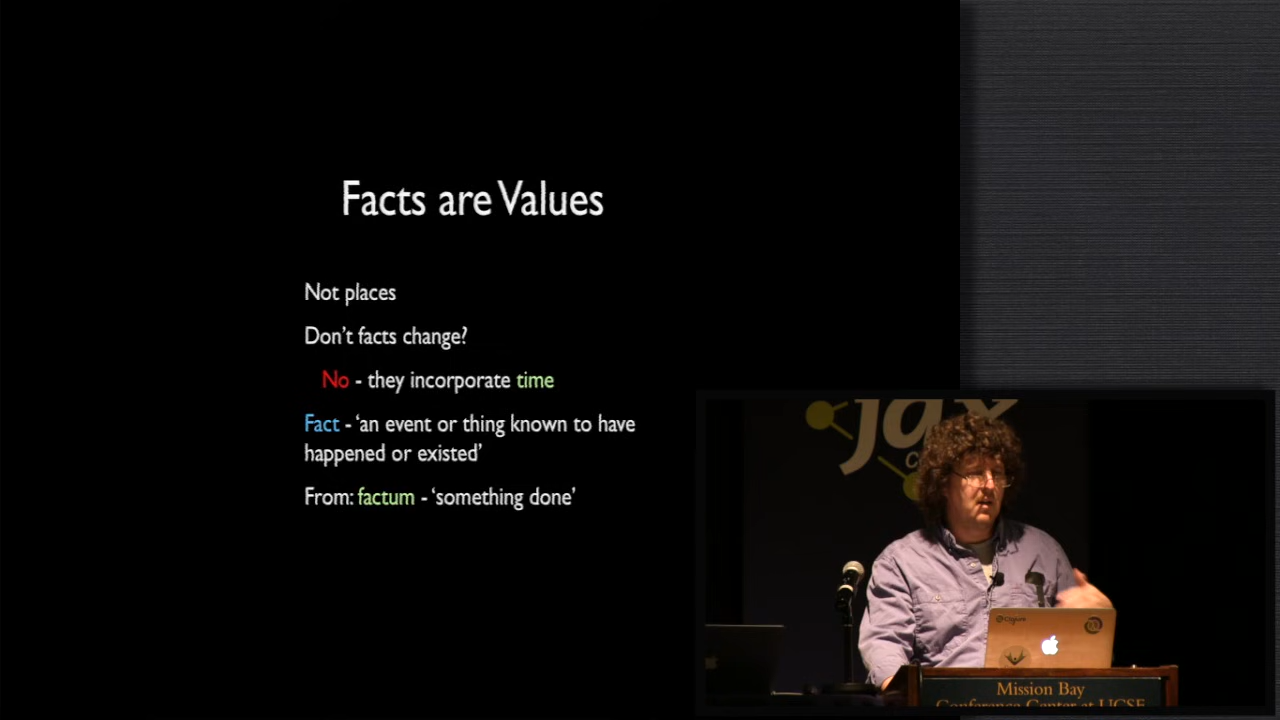 Facts are Values
Not places
Don't facts change?
No - they incorporate time
Fact - 'an event or thing known to have
happened or existed'
From: factum - 'something done'
jax
Mission Bay
Conference Center at UCSF